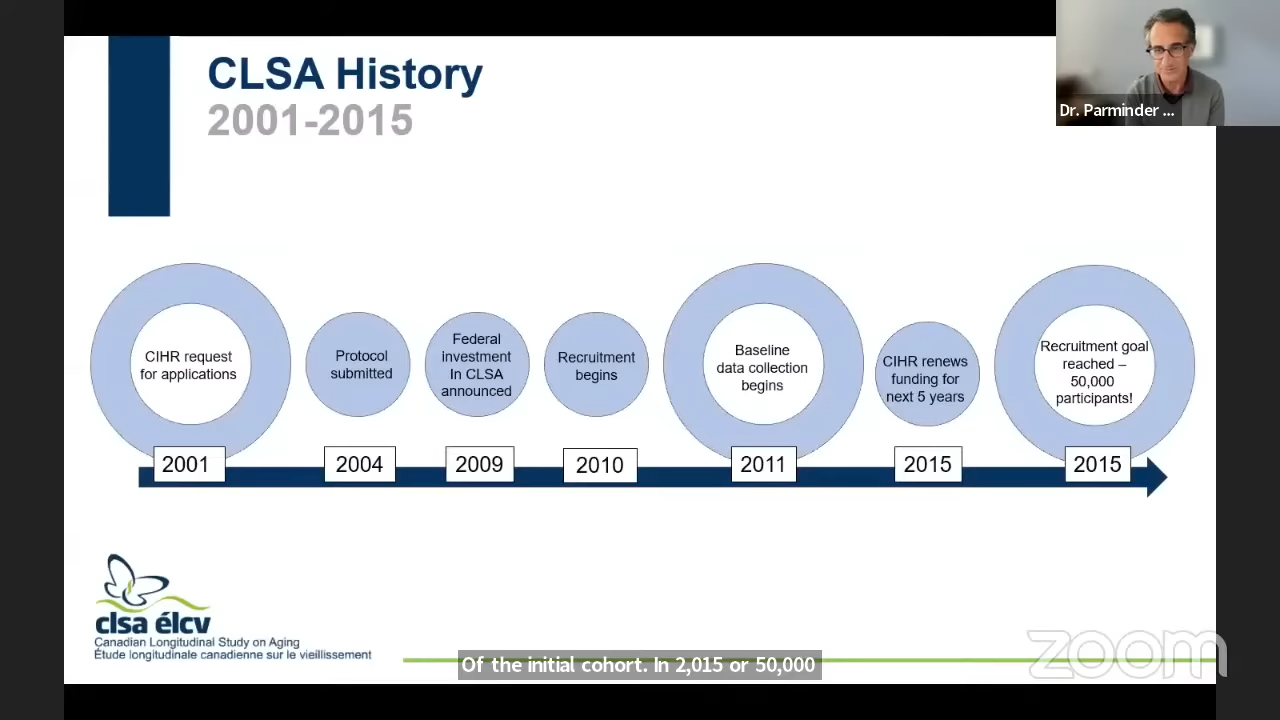 CLSA History
2001-2015
Dr. Parminder ...
CIHR request
for applications
Protocol
submitted
Federal
investment
In CLSA
announced
Recruitment
begins
Baseline
data collection
begins
CIHR renews
funding for
next 5 years
Recruitment goal
reached –
50,000
participants!
2001
2004
2009
2010
2011
2015
2015
clsa élcv
Canadian Longitudinal Study on Aging
Étude longitudinale canadienne sur le vieillissement
Of the initial cohort. In 2,015 or 50,000
zoom